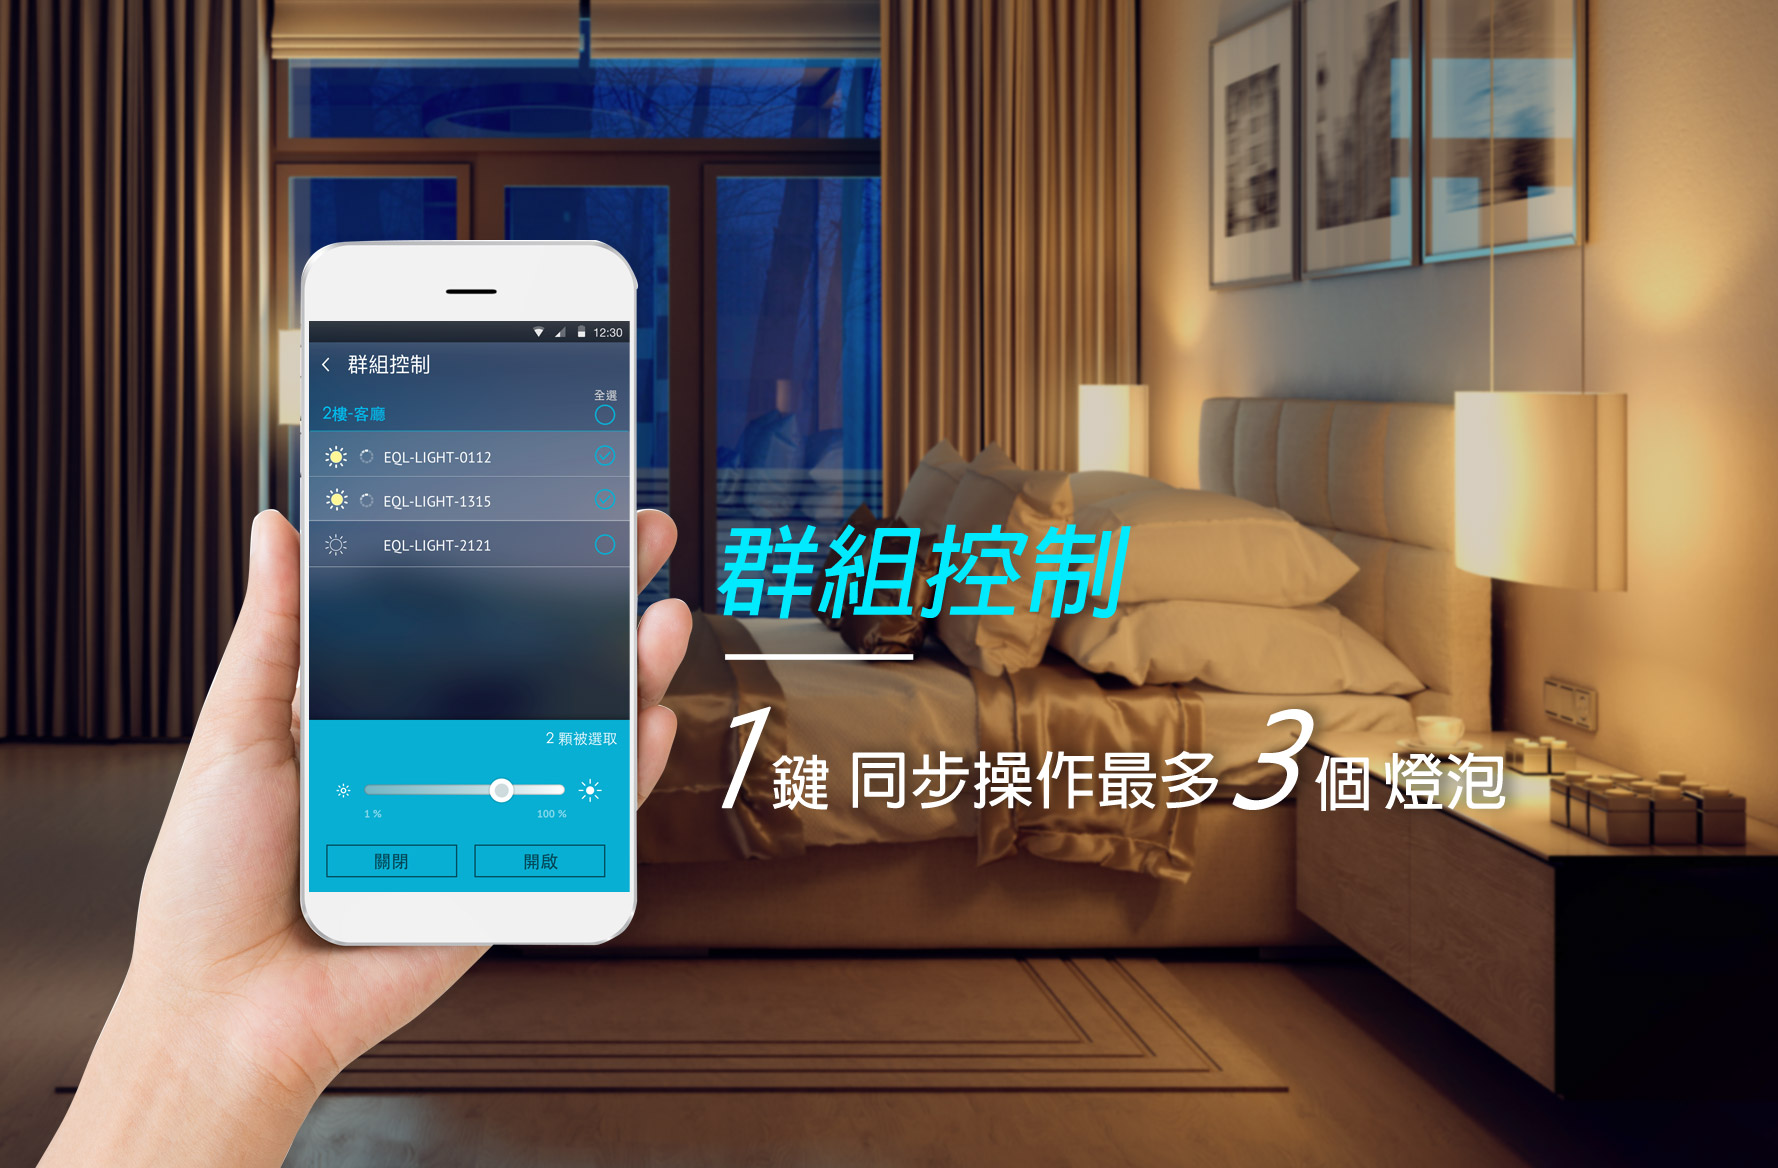 12:30
群組控制
全選
2樓-客廳
EQL-LIGHT-0112
EQL-LIGHT-1315
EQL-LIGHT-2121
2 顆被選取
1 %
100 %
關閉
開啟
群組控制
1鍵 同步操作最多3個 燈泡